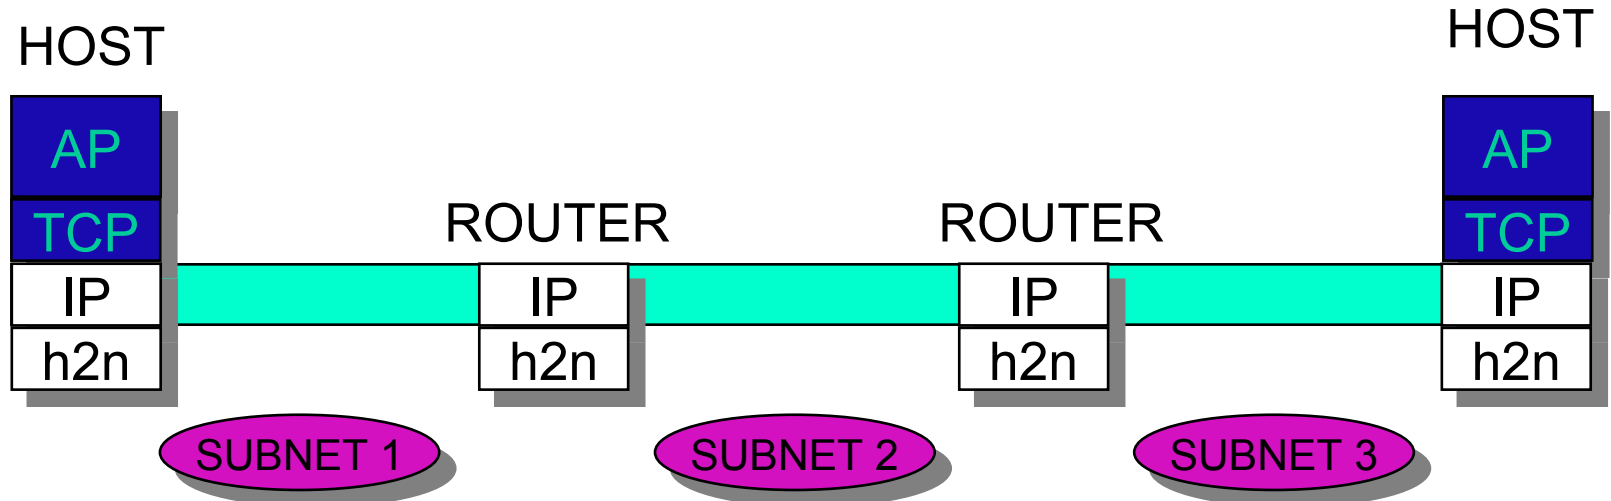 HOST
HOST
AP
AP
TCP
ROUTER
ROUTER
TCP
IP
IP
IP
IP
h2n
h2n
h2n
h2n
SUBNET 1
SUBNET 2
SUBNET 3